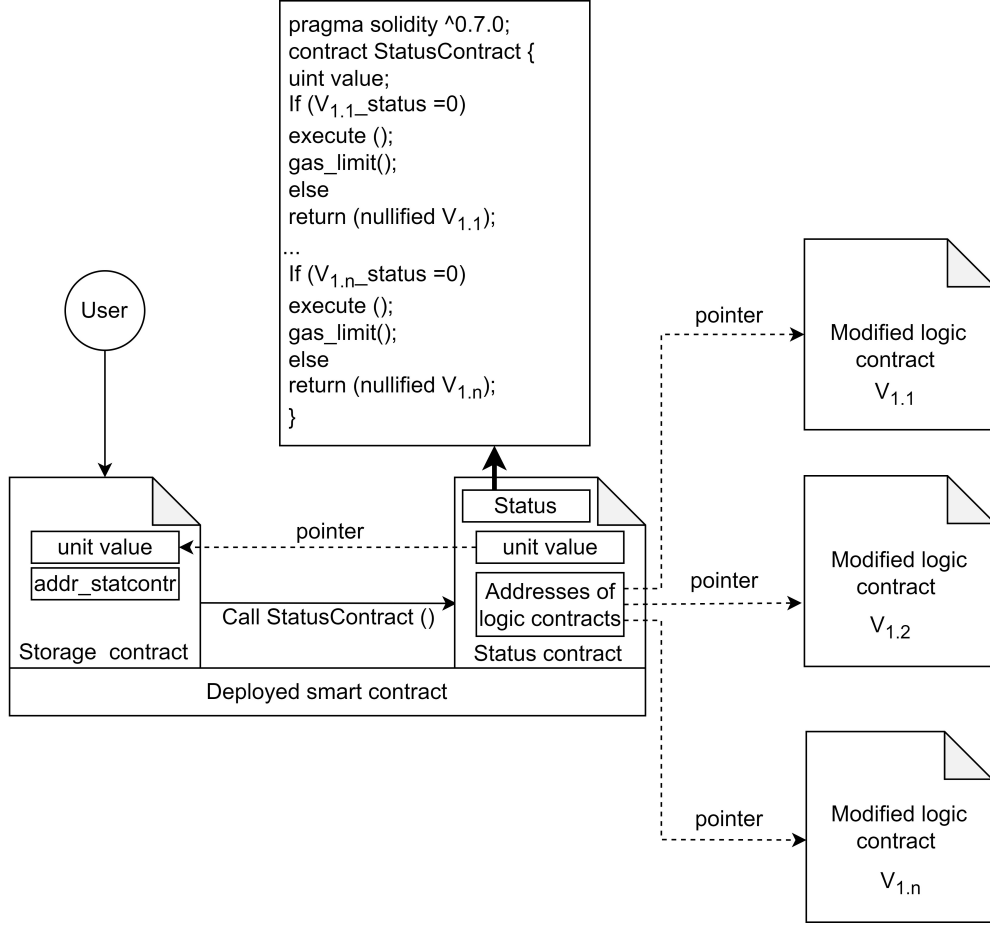 pragma solidity ^0.7.0;
contract StatusContract {
uint value;
If (V1.1_status =0)
execute ();
gas_limit();
else
return (nullified V1.1);
...
If (V1.n_status =0)
execute ();
gas_limit();
else
return (nullified V1.n);
}
User
pointer
Modified logic
contract
V1.1
Status
unit value
pointer
unit value
addr_statcontr
Call StatusContract ()
Addresses of
logic contracts
Storage contract
Status contract
Deployed smart contract
pointer
Modified logic
contract
V1.2
pointer
Modified logic
contract
V1.n